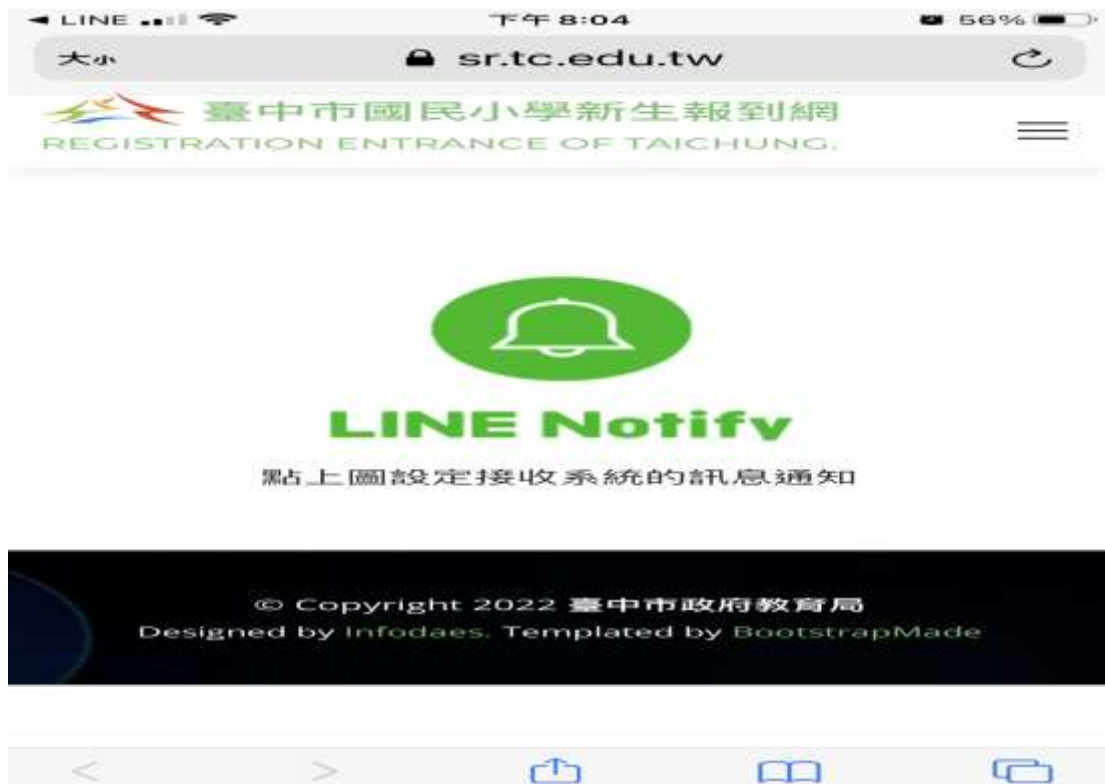 ◀ LINE 下午 8:04 56%
大小 sr.tc.edu.tw
臺中市國民小學新生報到網
REGISTRATION ENTRANCE OF TAICHUNG.
LINE Notify
點上圖設定接收系統的訊息通知
© Copyright 2022 臺中市政府教育局
Designed by Infodaes. Templated by BootstrapMade